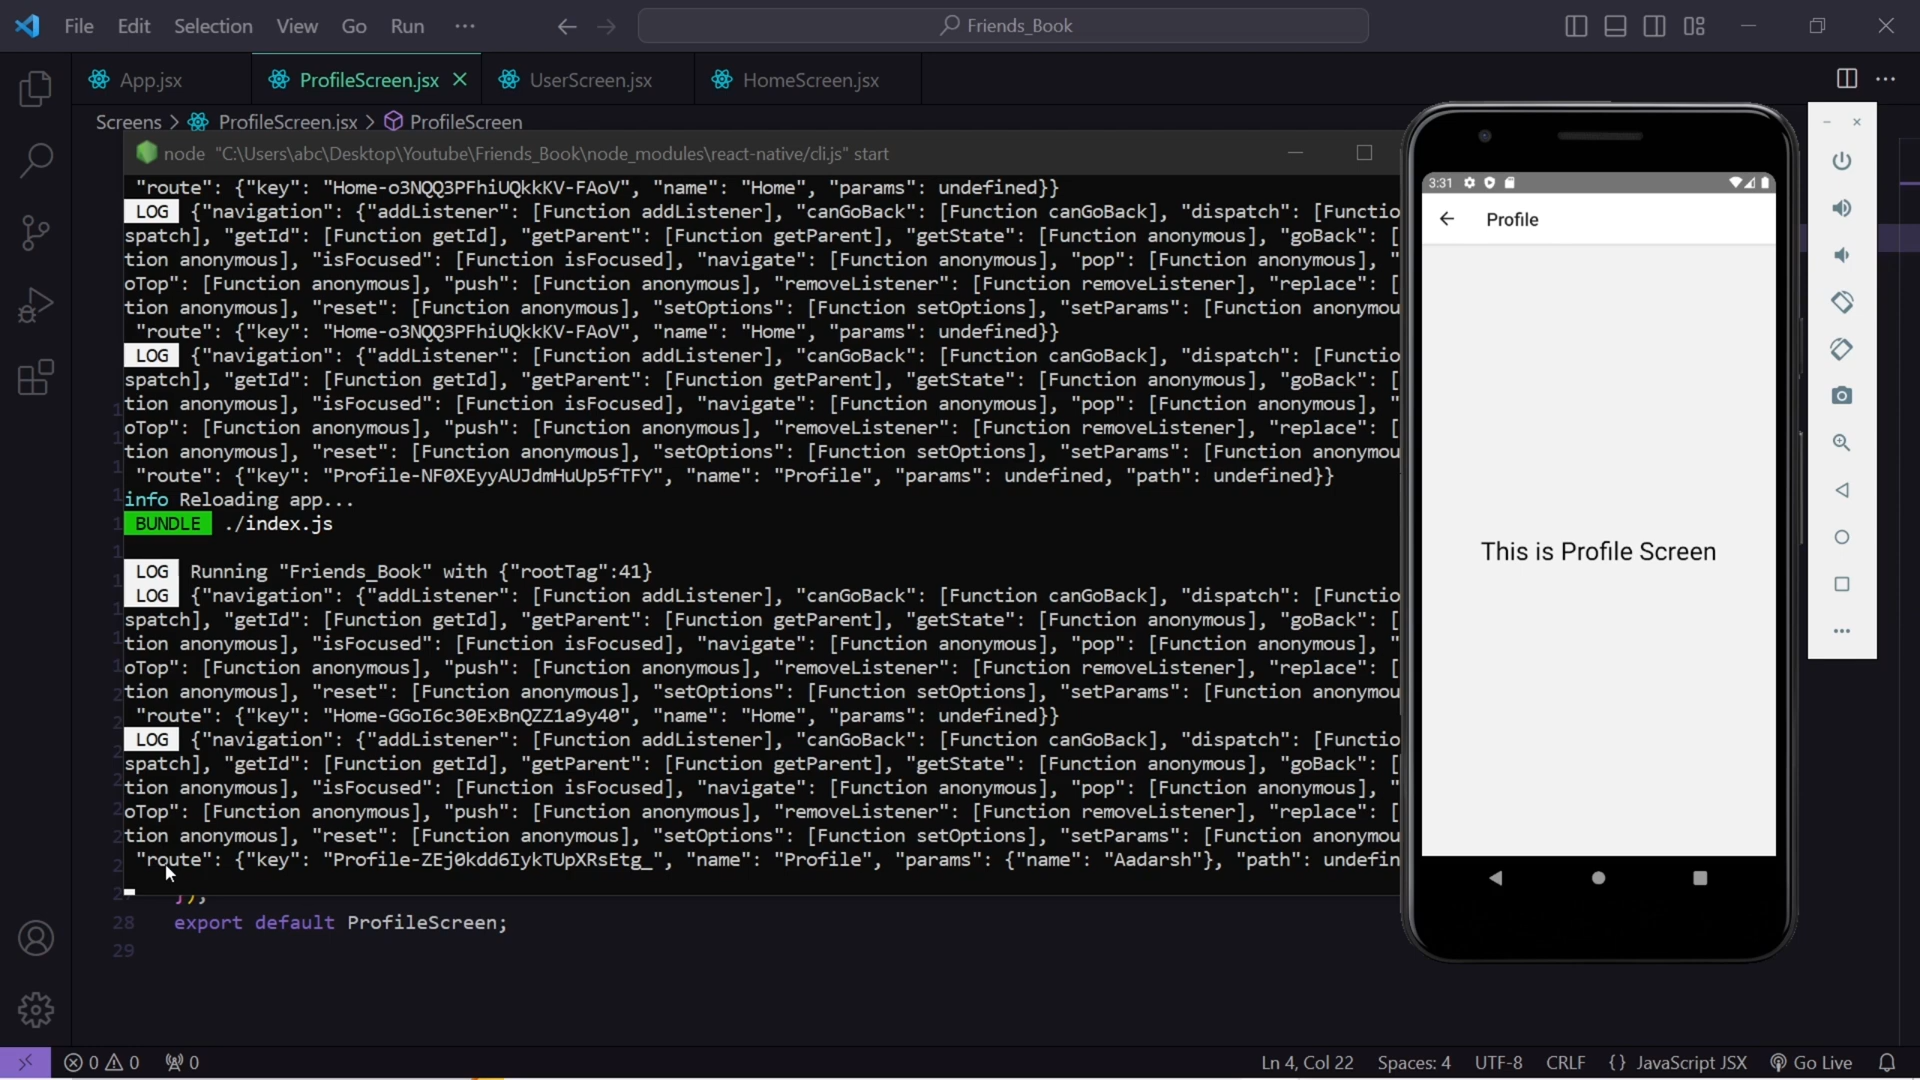 File Edit Selection View Go Run ···
Friends_Book
App.jsx
ProfileScreen.jsx
UserScreen.jsx
HomeScreen.jsx
Screens > ProfileScreen.jsx > ProfileScreen
node "C:\Users\abc\Desktop\Youtube\Friends_Book\node_modules\react-native/cli.js" start
"route": {"key": "Home-o3NQQ3PFhiUQkkKV-FAoV", "name": "Home", "params": undefined}}
LOG {"navigation": {"addListener": [Function addListener], "canGoBack": [Function canGoBack], "dispatch": [Functio
spatch], "getId": [Function getId], "getParent": [Function getParent], "getState": [Function anonymous], "goBack": [
tion anonymous], "isFocused": [Function isFocused], "navigate": [Function anonymous], "pop": [Function anonymous], "
oTop": [Function anonymous], "push": [Function anonymous], "removeListener": [Function removeListener], "replace": [
tion anonymous], "reset": [Function anonymous], "setOptions": [Function setOptions], "setParams": [Function anonymou
"route": {"key": "Home-o3NQQ3PFhiUQkkKV-FAoV", "name": "Home", "params": undefined}}
LOG {"navigation": {"addListener": [Function addListener], "canGoBack": [Function canGoBack], "dispatch": [Functio
spatch], "getId": [Function getId], "getParent": [Function getParent], "getState": [Function anonymous], "goBack": [
tion anonymous], "isFocused": [Function isFocused], "navigate": [Function anonymous], "pop": [Function anonymous], "
oTop": [Function anonymous], "push": [Function anonymous], "removeListener": [Function removeListener], "replace": [
tion anonymous], "reset": [Function anonymous], "setOptions": [Function setOptions], "setParams": [Function anonymou
"route": {"key": "Profile-NF0XEyyAUJdmHuUp5fTFY", "name": "Profile", "params": undefined, "path": undefined}}
info Reloading app...
BUNDLE ./index.js
LOG Running "Friends_Book" with {"rootTag":41}
LOG {"navigation": {"addListener": [Function addListener], "canGoBack": [Function canGoBack], "dispatch": [Functio
spatch], "getId": [Function getId], "getParent": [Function getParent], "getState": [Function anonymous], "goBack": [
tion anonymous], "isFocused": [Function isFocused], "navigate": [Function anonymous], "pop": [Function anonymous], "
oTop": [Function anonymous], "push": [Function anonymous], "removeListener": [Function removeListener], "replace": [
tion anonymous], "reset": [Function anonymous], "setOptions": [Function setOptions], "setParams": [Function anonymou
"route": {"key": "Home-GGoI6c30ExBnQZZ1a9y40", "name": "Home", "params": undefined}}
LOG {"navigation": {"addListener": [Function addListener], "canGoBack": [Function canGoBack], "dispatch": [Functio
spatch], "getId": [Function getId], "getParent": [Function getParent], "getState": [Function anonymous], "goBack": [
tion anonymous], "isFocused": [Function isFocused], "navigate": [Function anonymous], "pop": [Function anonymous], "
oTop": [Function anonymous], "push": [Function anonymous], "removeListener": [Function removeListener], "replace": [
tion anonymous], "reset": [Function anonymous], "setOptions": [Function setOptions], "setParams": [Function anonymou
"route": {"key": "Profile-ZEj0kdd6IykTUpXRsEtg_", "name": "Profile", "params": {"name": "Aadarsh"}, "path": undefin
});
28 export default ProfileScreen;
29
3:31
Profile
This is Profile Screen
0 0 0
Ln 4, Col 22 Spaces: 4 UTF-8 CRLF {} JavaScript JSX Go Live